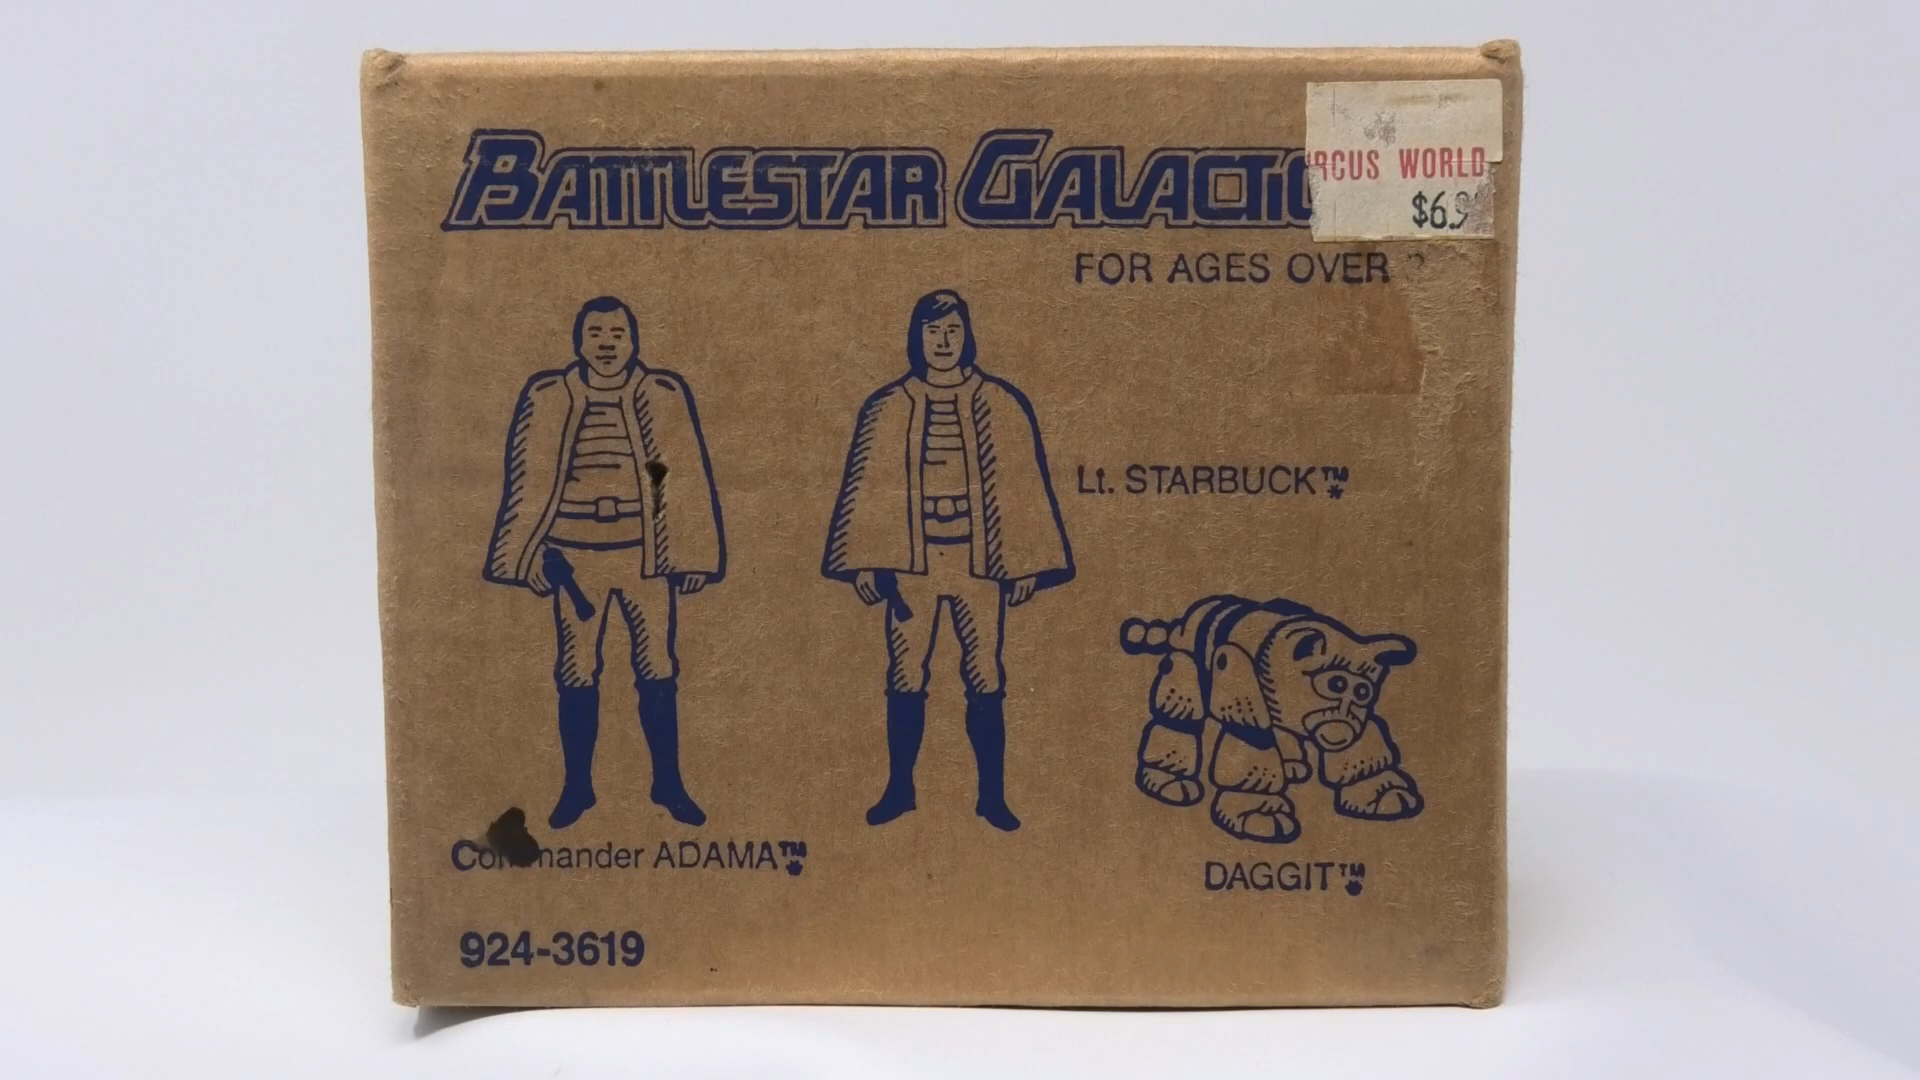 BATTLESTAR GALACTIC
RCUS WORLD
$6.9
FOR AGES OVER
Lt. STARBUCK™*
Commander ADAMA™*
DAGGIT™*
924-3619